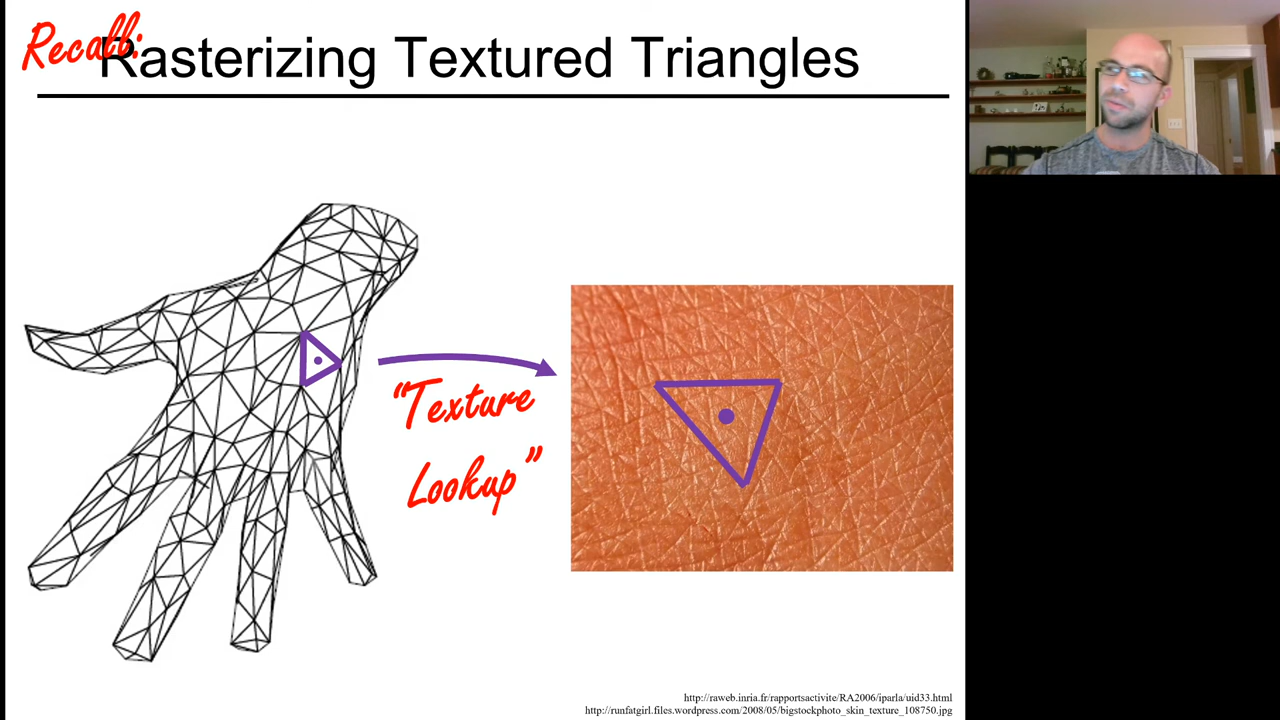 Recall:
Rasterizing Textured Triangles
“Texture
Lookup”
http://raweb.inria.fr/rapportsactivite/RA2006/iparla/uid33.html
http://runfatgirl.files.wordpress.com/2008/05/bigstockphoto_skin_texture_108750.jpg